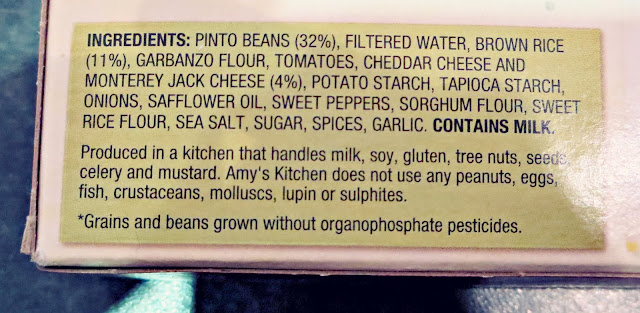 INGREDIENTS: PINTO BEANS (32%), FILTERED WATER, BROWN RICE
(11%), GARBANZO FLOUR, TOMATOES, CHEDDAR CHEESE AND
MONTEREY JACK CHEESE (4%), POTATO STARCH, TAPIOCA STARCH,
ONIONS, SAFFLOWER OIL, SWEET PEPPERS, SORGHUM FLOUR, SWEET
RICE FLOUR, SEA SALT, SUGAR, SPICES, GARLIC. CONTAINS MILK.
Produced in a kitchen that handles milk, soy, gluten, tree nuts, seeds,
celery and mustard. Amy's Kitchen does not use any peanuts, eggs,
fish, crustaceans, molluscs, lupin or sulphites.
*Grains and beans grown without organophosphate pesticides.